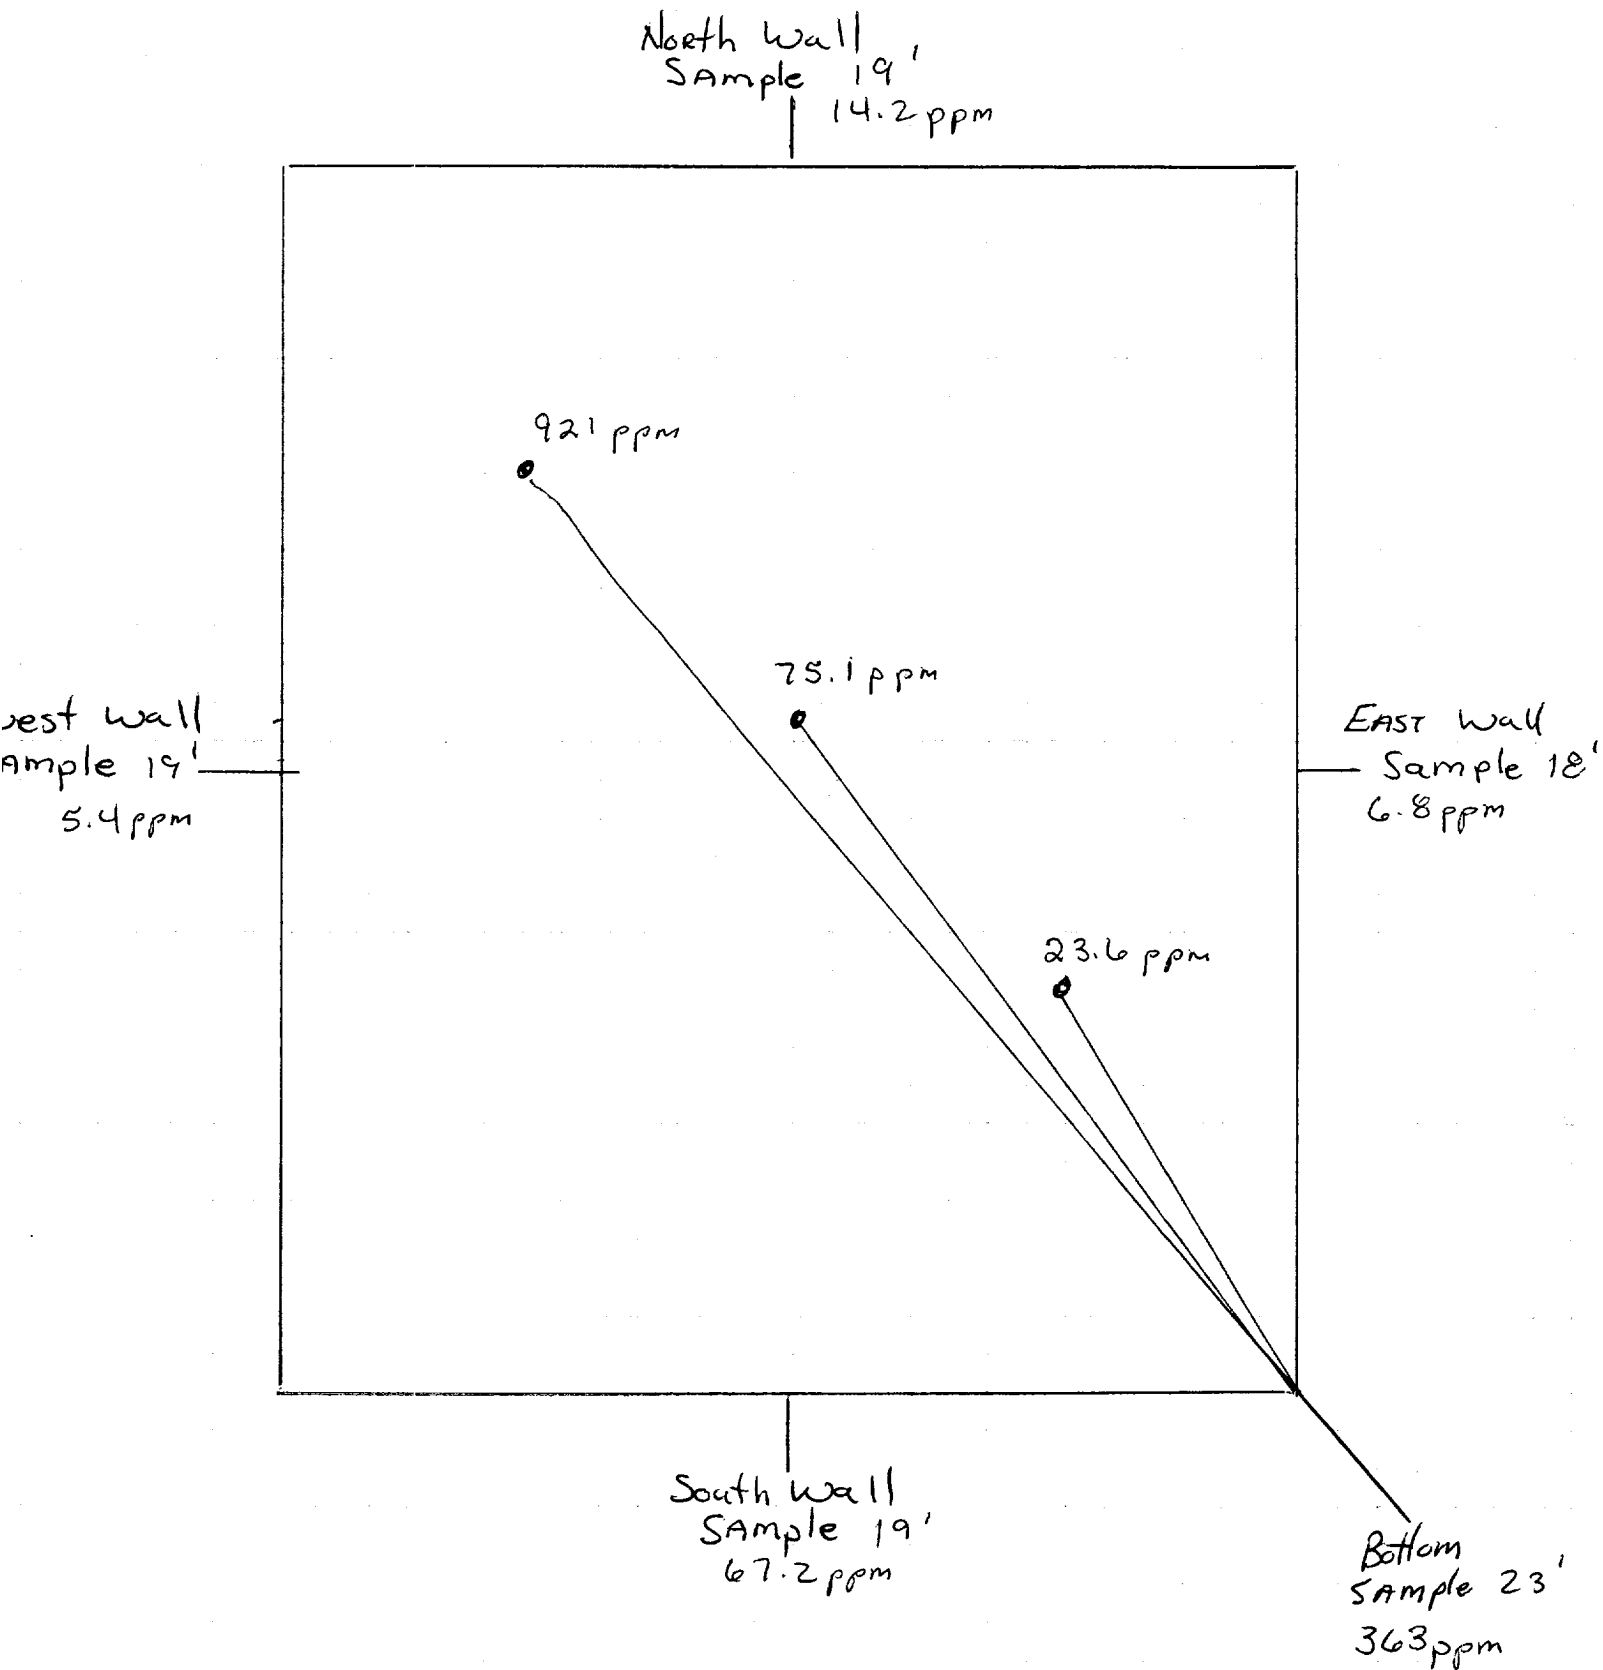 North Wall
Sample 19'
14.2 ppm
921 ppm
75.1 ppm
west Wall
Ample 19'
5.4 ppm
EAST Wall
Sample 18'
6.8 ppm
23.6 ppm
South Wall
SAmple 19'
67.2 ppm
Bottom
SAmple 23'
363 ppm